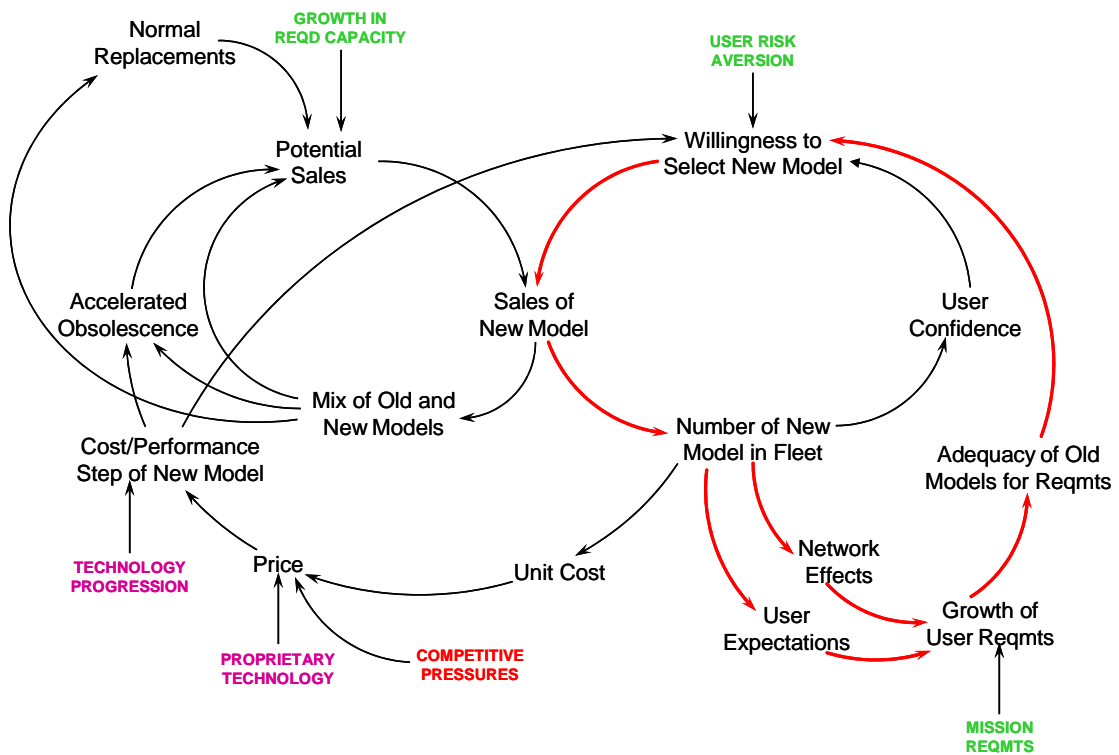 Normal
Replacements
GROWTH IN
REQD CAPACITY
USER RISK
AVERSION
Potential
Sales
Willingness to
Select New Model
Accelerated
Obsolescence
Sales of
New Model
User
Confidence
Mix of Old and
New Models
Cost/Performance
Step of New Model
Number of New
Model in Fleet
Adequacy of Old
Models for Reqmts
TECHNOLOGY
PROGRESSION
Price
Unit Cost
Network
Effects
User
Expectations
Growth of
User Reqmts
PROPRIETARY
TECHNOLOGY
COMPETITIVE
PRESSURES
MISSION
REQMTS